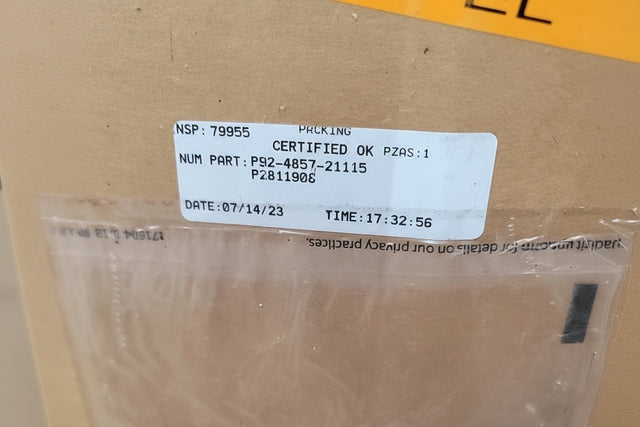 NSP: 79955 PACKING
CERTIFIED OK PZAS:1
NUM PART: P92-4857-21115
P2811908
DATE:07/14/23 TIME:17:32:56
for details on our privacy practices.